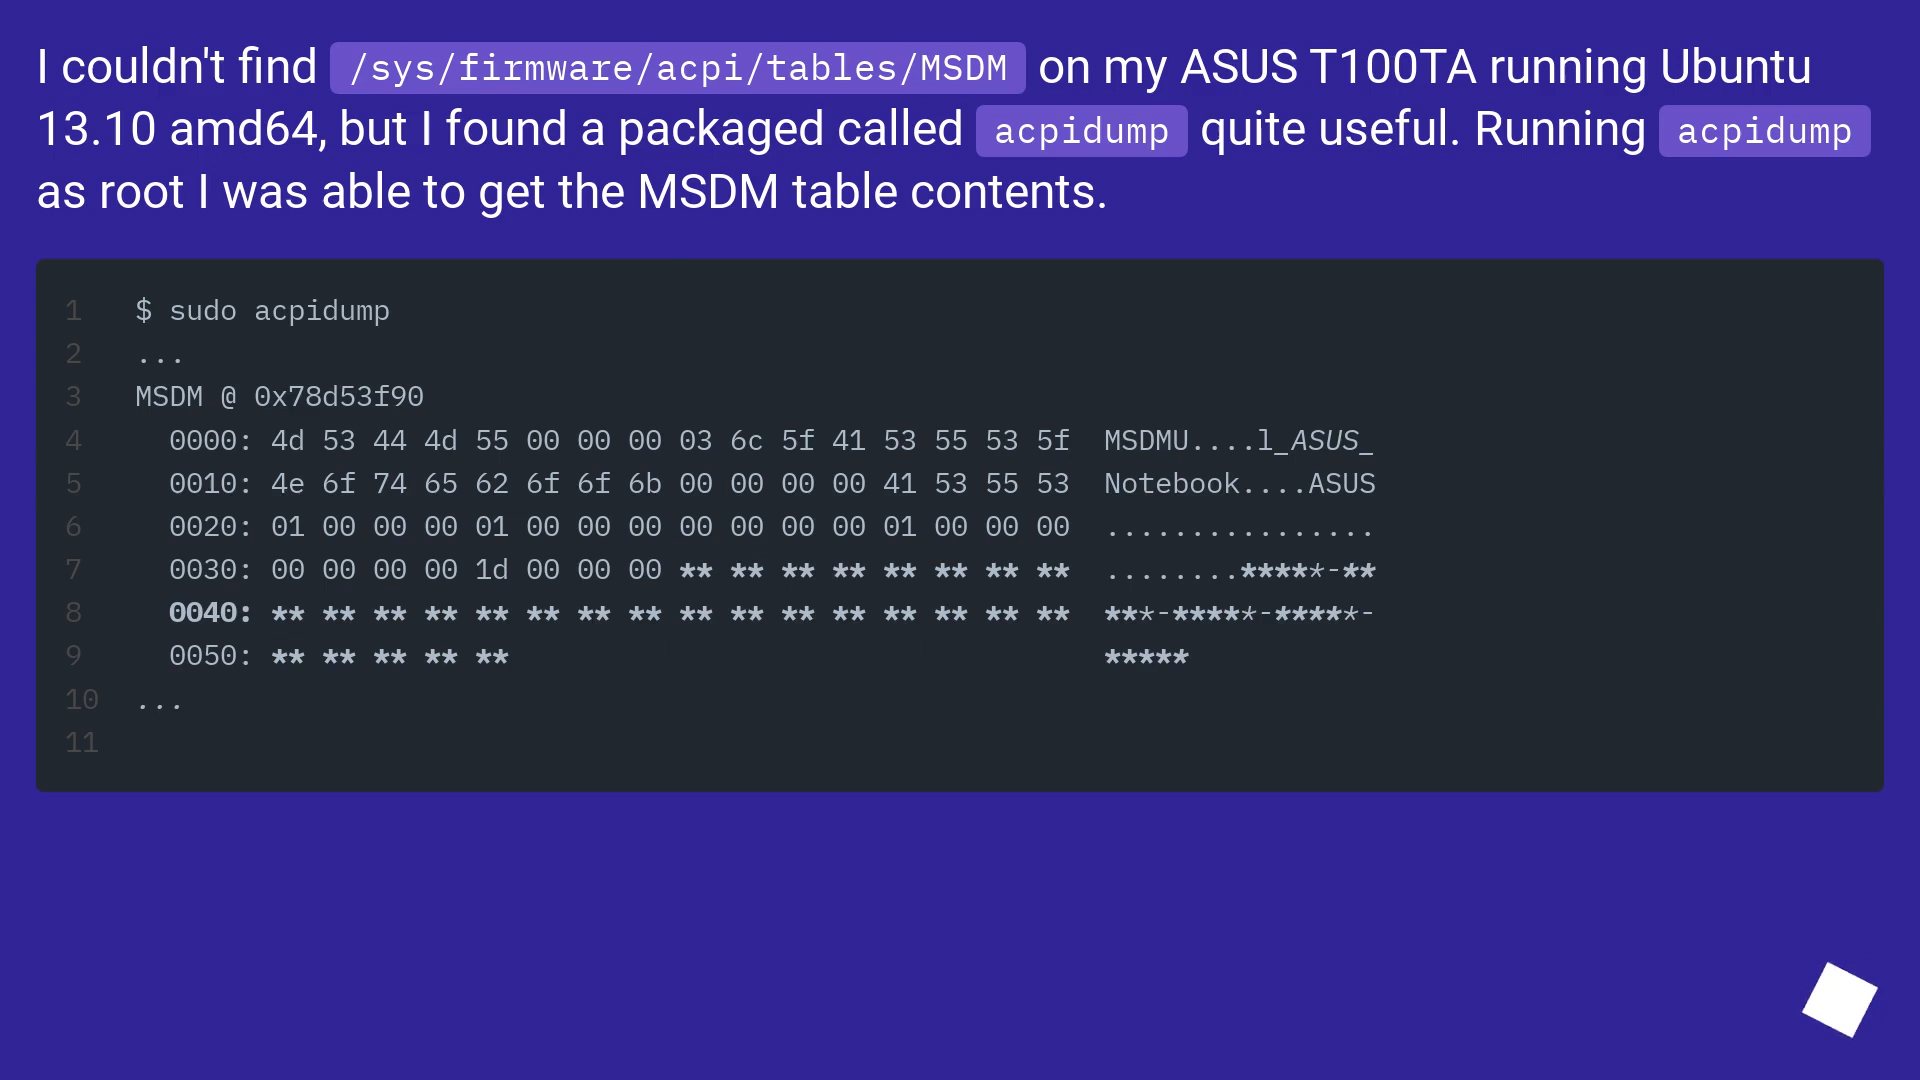 I couldn't find /sys/firmware/acpi/tables/MSDM on my ASUS T100TA running Ubuntu
13.10 amd64, but I found a packaged called acpidump quite useful. Running acpidump
as root I was able to get the MSDM table contents.
1 $ sudo acpidump
2 ...
3 MSDM @ 0x78d53f90
4   0000: 4d 53 44 4d 55 00 00 00 03 6c 5f 41 53 55 53 5f  MSDMU....l_ASUS_
5   0010: 4e 6f 74 65 62 6f 6f 6b 00 00 00 00 41 53 55 53  Notebook....ASUS
6   0020: 01 00 00 00 01 00 00 00 00 00 00 00 01 00 00 00  ................
7   0030: 00 00 00 00 1d 00 00 00 ** ** ** ** ** ** ** **  ........*****-**
8   0040: ** ** ** ** ** ** ** ** ** ** ** ** ** ** ** **  ***-*****-*****-
9   0050: ** ** ** ** **                                   *****
10 ...
11